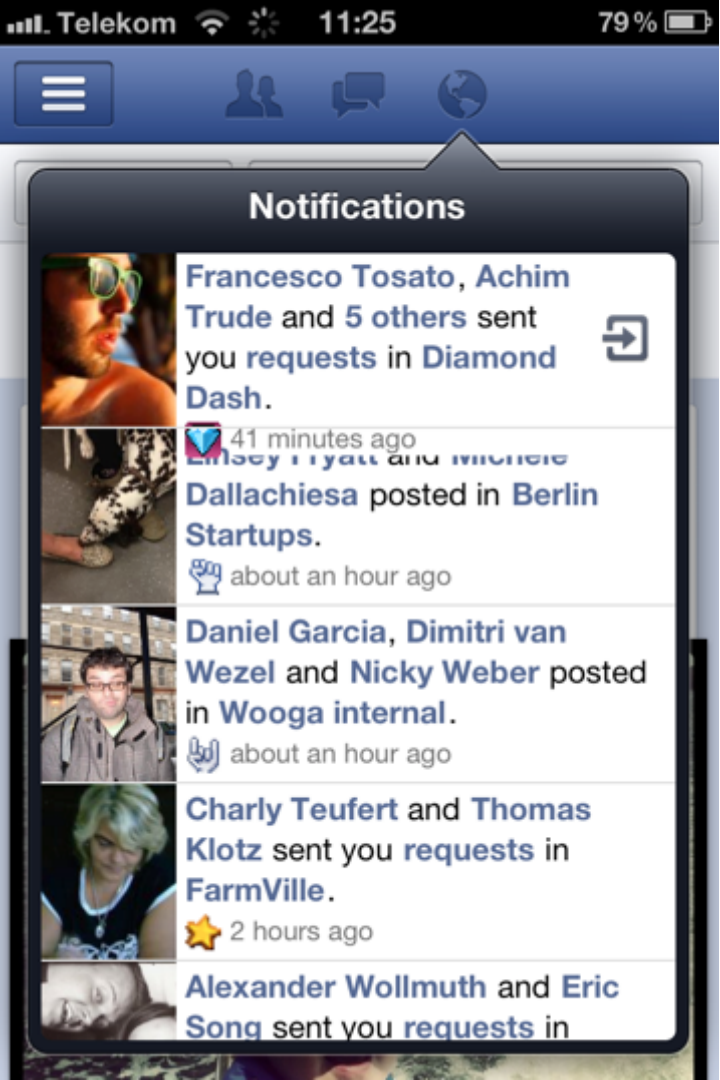 Telekom 11:25 79 %
Notifications
Francesco Tosato, Achim
Trude and 5 others sent
you requests in Diamond
Dash.
41 minutes ago
and Michele
Dallachiesa posted in Berlin
Startups.
about an hour ago
Daniel Garcia, Dimitri van
Wezel and Nicky Weber posted
in Wooga internal.
about an hour ago
Charly Teufert and Thomas
Klotz sent you requests in
FarmVille.
2 hours ago
Alexander Wollmuth and Eric
Song sent you requests in